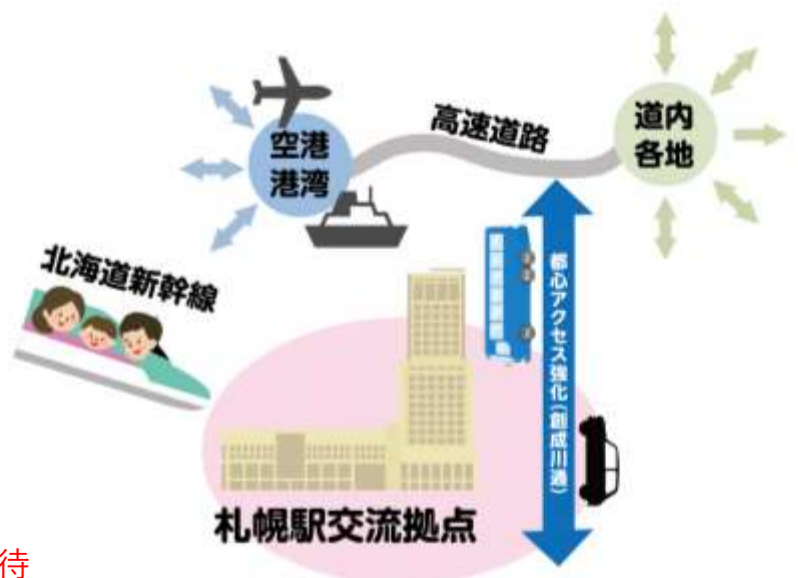 空港
港湾
高速道路
道内
各地
北海道新幹線
都心アクセス強化(創成川通)
札幌駅交流拠点
待